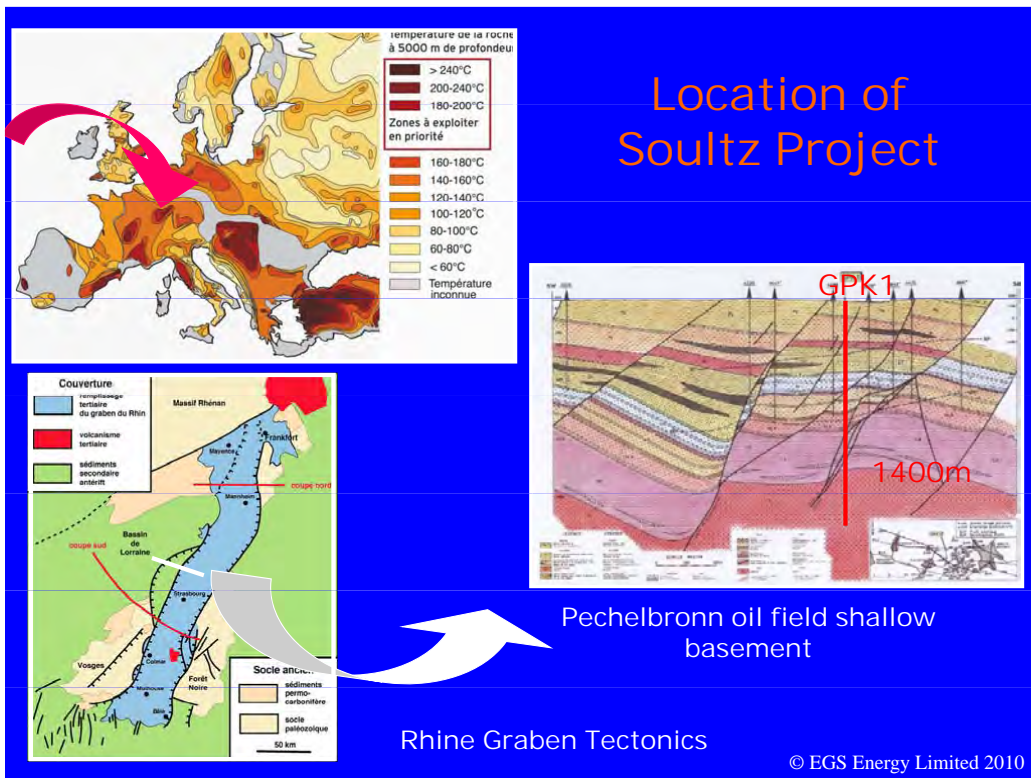 Location of
Soultz Project
Température de la roche
à 5000 m de profondeur
> 240°C
200-240°C
180-200°C
Zones à exploiter
en priorité
160-180°C
140-160°C
120-140°C
100-120°C
80-100°C
60-80°C
< 60°C
Température
inconnue
GPK1
1400m
Pechelbronn oil field shallow
basement
Couverture
remplissage
tertiaire
du graben du Rhin
volcanisme
tertiaire
sédiments
secondaire
antérift
Massif Rhénan
Frankfort
Mayence
coupe nord
Mannheim
Bassin
de
Lorraine
coupe sud
Strasbourg
Vosges
Colmar
Forêt
Noire
Mulhouse
Bâle
Socle ancien
sédiments
permo-
carbonifère
socle
paléozoïque
50 km
Rhine Graben Tectonics
© EGS Energy Limited 2010